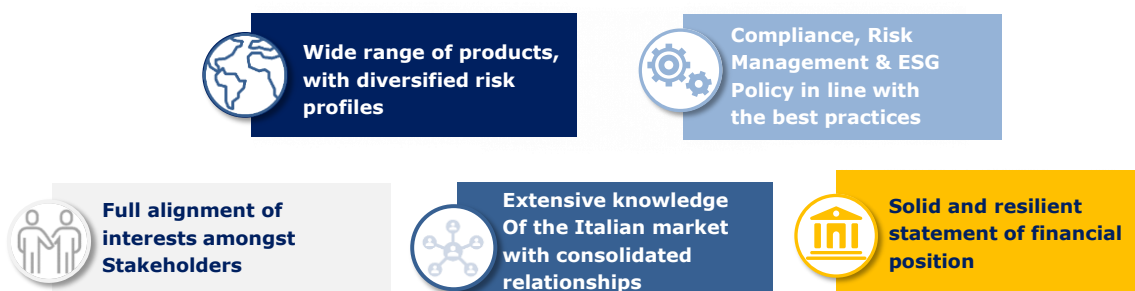 Wide range of products,
with diversified risk
profiles
Compliance, Risk
Management & ESG
Policy in line with
the best practices
Full alignment of
interests amongst
Stakeholders
Extensive knowledge
Of the Italian market
with consolidated
relationships
Solid and resilient
statement of financial
position